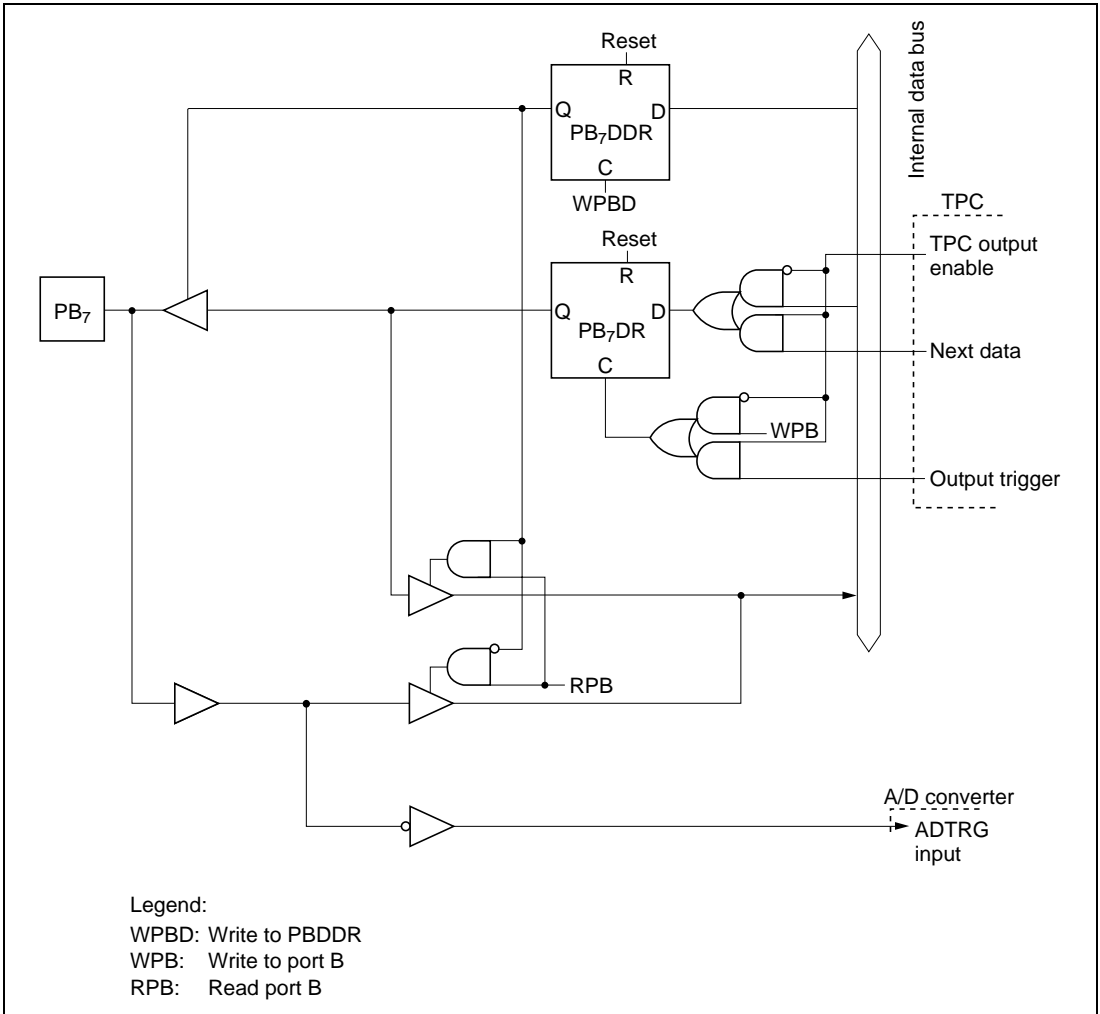 Reset
R
Q
D
PB7DDR
C
WPBD
Internal data bus
TPC
TPC output
enable
Reset
R
PB7
Q
D
PB7DR
C
Next data
WPB
Output trigger
RPB
A/D converter
ADTRG
input
Legend:
WPBD: Write to PBDDR
WPB: Write to port B
RPB: Read port B